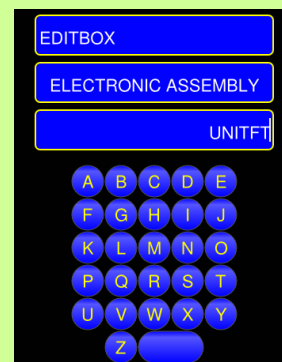 EDITBOX
ELECTRONIC ASSEMBLY
UNITFT
A B C D E
F G H I J
K L M N O
P Q R S T
U V W X Y
Z